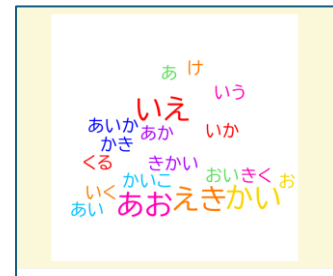 あ け
いう
いえ
あいか あか いか
かき
くる きかい
かいこ おい きく お
いく あお えき かい
あい